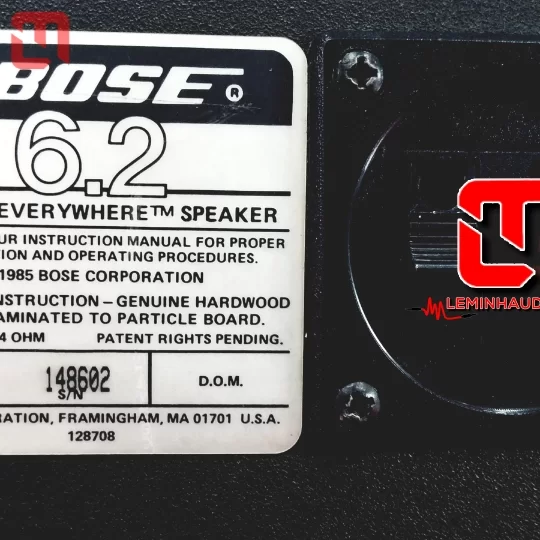 BOSE®
6.2
EVERYWHERE™ SPEAKER
UR INSTRUCTION MANUAL FOR PROPER
ION AND OPERATING PROCEDURES.
1985 BOSE CORPORATION
NSTRUCTION – GENUINE HARDWOOD
AMINATED TO PARTICLE BOARD.
4 OHM PATENT RIGHTS PENDING.
148602
S/N
D.O.M.
RATION, FRAMINGHAM, MA 01701 U.S.A.
128708
LEMINHAUD